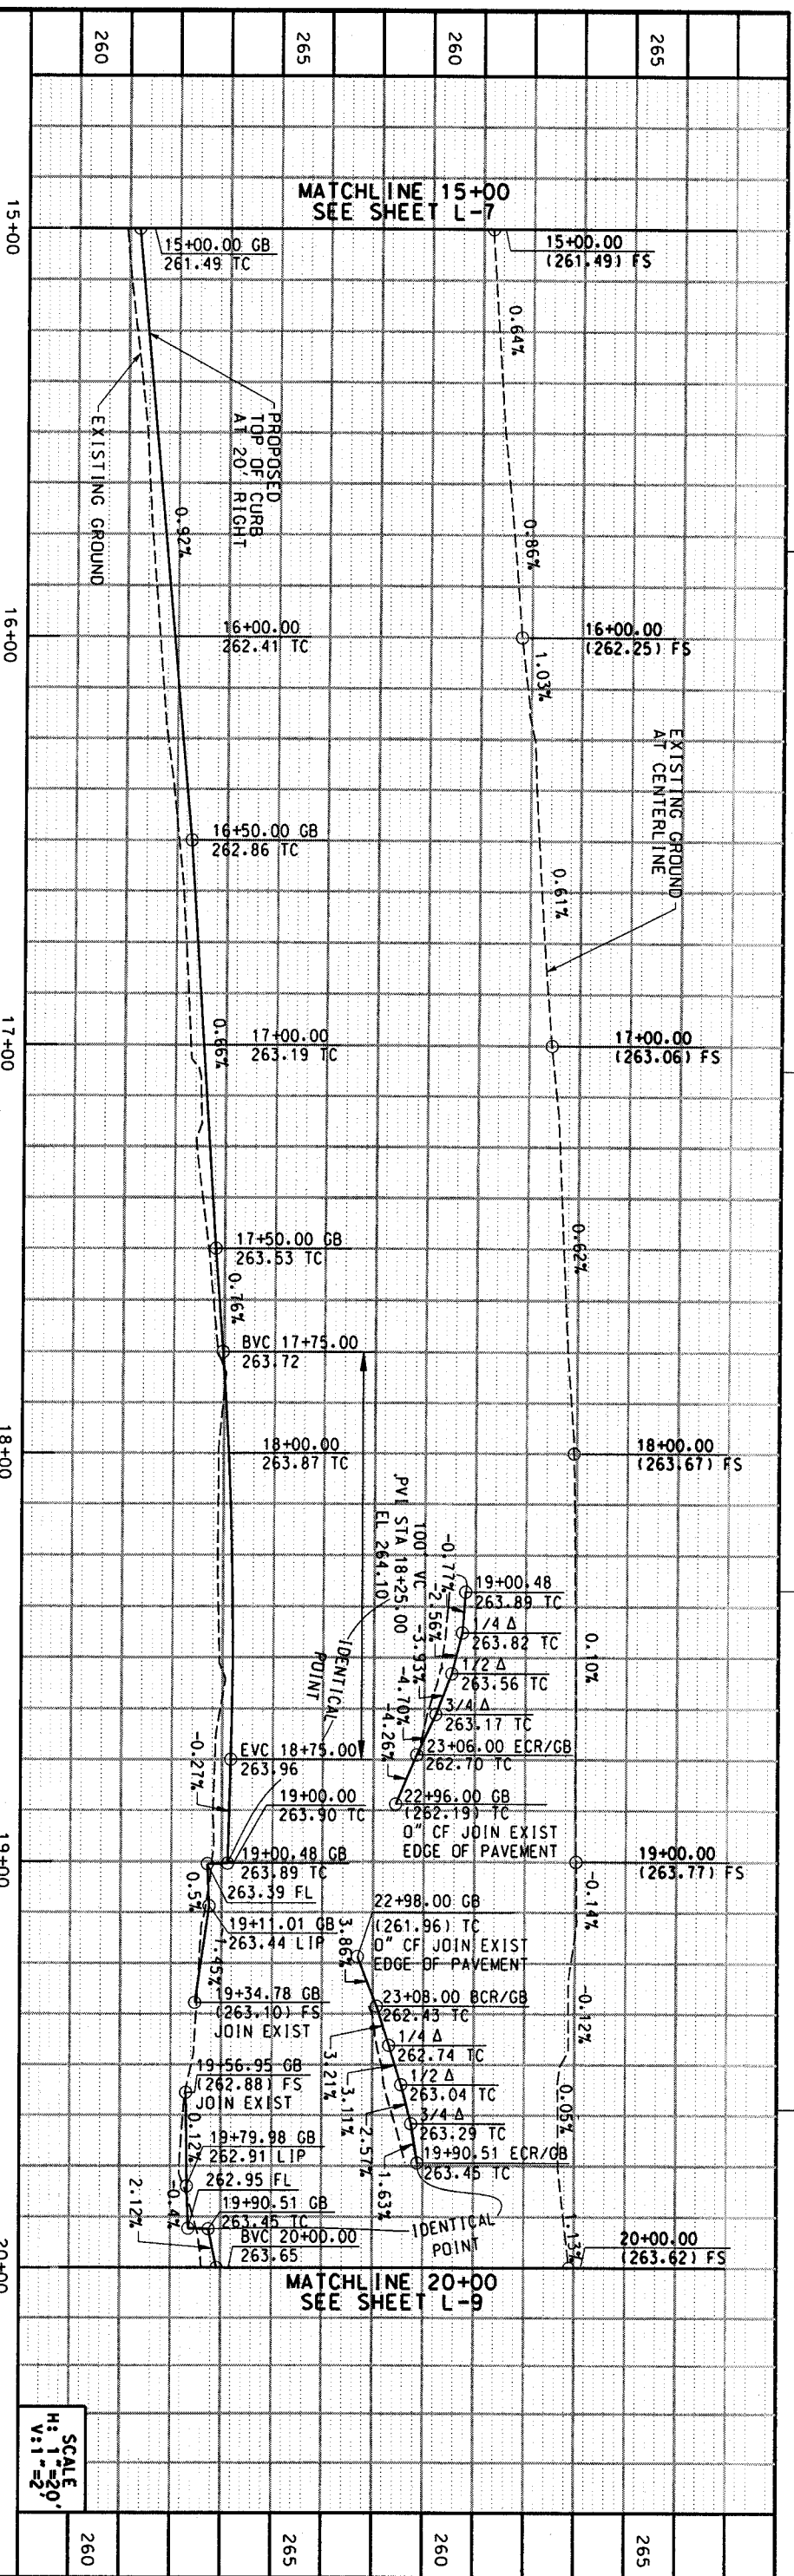 260
265
260
265
MATCHLINE 15+00
SEE SHEET L-7
15+00
15+00.00 GB
261.49 TC
15+00.00
(261.49) FS
0.64%
PROPOSED
TOP OF CURB
AT 20' RIGHT
EXISTING GROUND
0.92%
0.86%
16+00
16+00.00
262.41 TC
16+00.00
(262.25) FS
1.03%
EXISTING GROUND
AT CENTERLINE
16+50.00 GB
262.86 TC
0.61%
17+00
0.66%
17+00.00
263.19 TC
17+00.00
(263.06) FS
17+50.00 GB
263.53 TC
0.62%
0.76%
BVC 17+75.00
263.72
18+00
18+00.00
263.87 TC
18+00.00
(263.67) FS
PVI STA 18+25.00
EL 264.10
100' VC
-0.77%
-2.56%
-3.93%
-4.70%
-4.26%
19+00.48
263.89 TC
1/4 Δ
263.82 TC
1/2 Δ
263.56 TC
3/4 Δ
263.17 TC
23+06.00 ECR/GB
262.70 TC
22+96.00 GB
(262.19) TC
0" CF JOIN EXIST
EDGE OF PAVEMENT
0.10%
IDENTICAL
POINT
EVC 18+75.00
263.96
-0.27%
19+00.00
263.90 TC
19+00
19+00.48 GB
263.89 TC
263.39 FL
19+00.00
(263.77) FS
0.5%
19+11.01 GB
263.44 LIP
1.45%
19+34.78 GB
(263.10) FS
JOIN EXIST
22+98.00 GB
(261.96) TC
0" CF JOIN EXIST
EDGE OF PAVEMENT
3.86%
23+08.00 BCR/GB
262.43 TC
1/4 Δ
262.74 TC
1/2 Δ
263.04 TC
3/4 Δ
263.29 TC
19+90.51 ECR/GB
263.45 TC
3.21%
3.11%
2.57%
1.63%
-0.14%
-0.12%
0.05%
1.13%
19+56.95 GB
(262.88) FS
JOIN EXIST
0.12%
19+79.98 GB
262.91 LIP
262.95 FL
-0.4%
19+90.51 GB
263.45 TC
2.12%
BVC 20+00.00
263.65
IDENTICAL
POINT
20+00.00
(263.62) FS
20+00
MATCHLINE 20+00
SEE SHEET L-9
SCALE
H: 1"=20'
V: 1"=2'
260
265
260
265